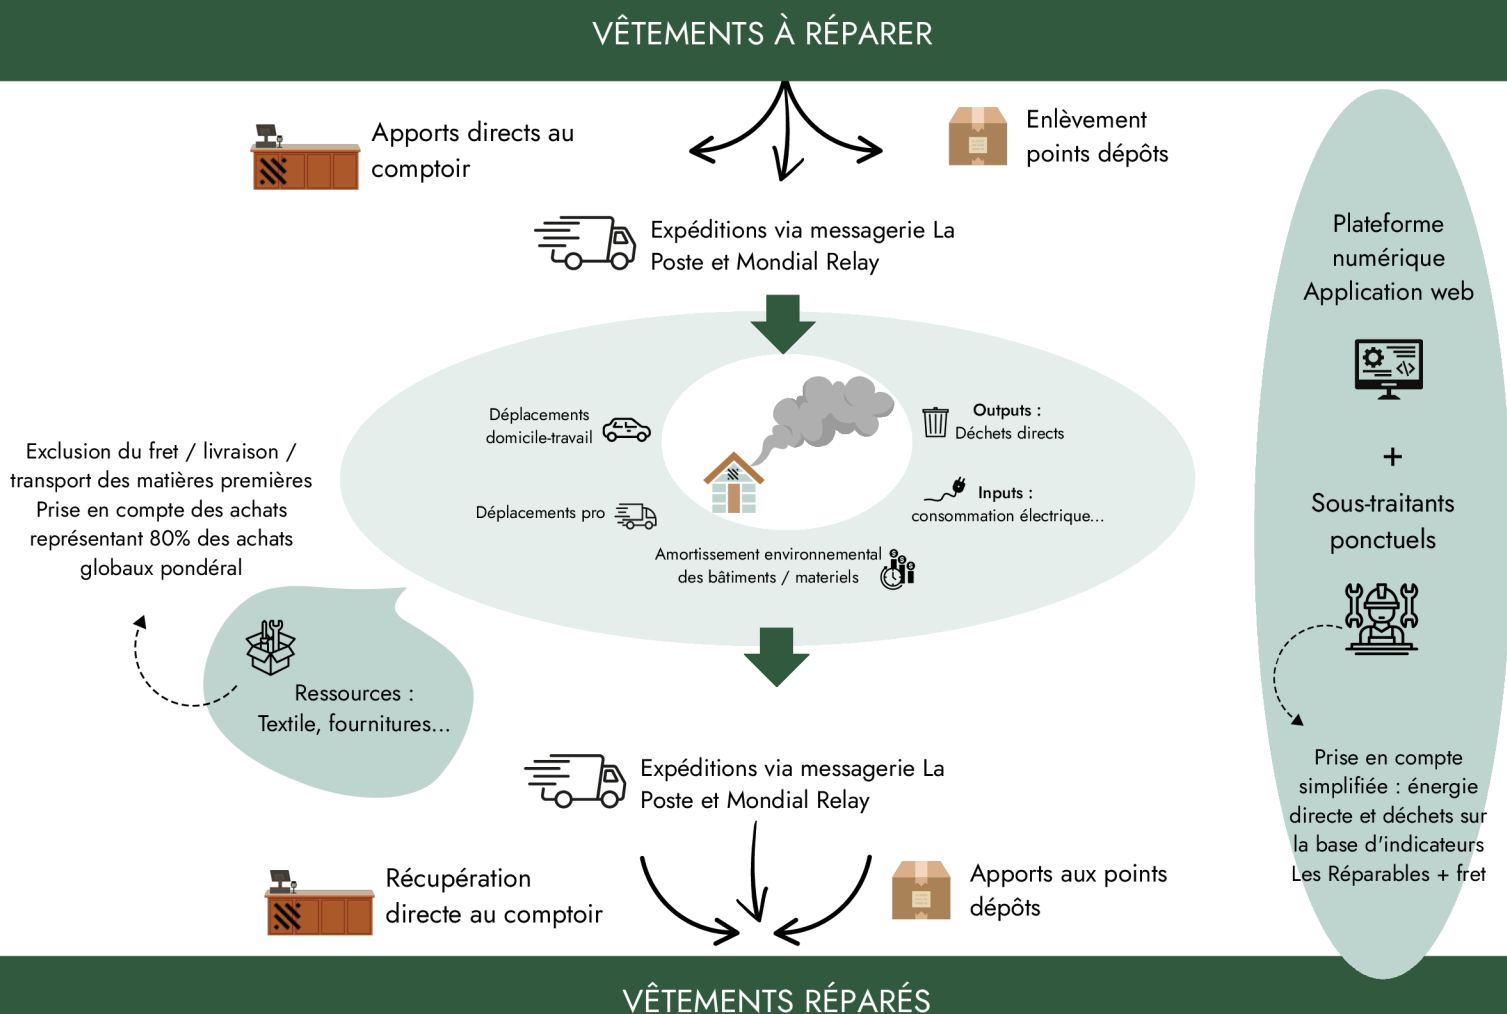 VÊTEMENTS À RÉPARER
Apports directs au
comptoir
Enlèvement
points dépôts
Expéditions via messagerie La
Poste et Mondial Relay
Déplacements
domicile-travail
Outputs :
Déchets directs
Déplacements pro
Inputs :
consommation électrique...
Amortissement environnemental
des bâtiments / materiels
Exclusion du fret / livraison /
transport des matières premières
Prise en compte des achats
représentant 80% des achats
globaux pondéral
Ressources :
Textile, fournitures...
Plateforme
numérique
Application web
+
Sous-traitants
ponctuels
Prise en compte
simplifiée : énergie
directe et déchets sur
la base d'indicateurs
Les Réparables + fret
Expéditions via messagerie La
Poste et Mondial Relay
Récupération
directe au comptoir
Apports aux points
dépôts
VÊTEMENTS RÉPARÉS